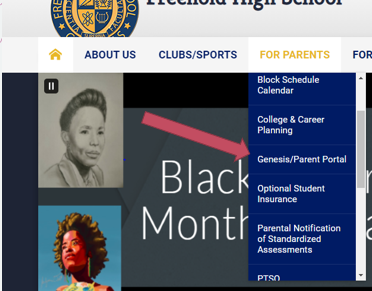 Freehold High School
ABOUT US
CLUBS/SPORTS
FOR PARENTS
FOR
Block Schedule
Calendar
College & Career
Planning
Genesis/Parent Portal
Optional Student
Insurance
Parental Notification
of Standardized
Assessments
PTSO
Black
Month